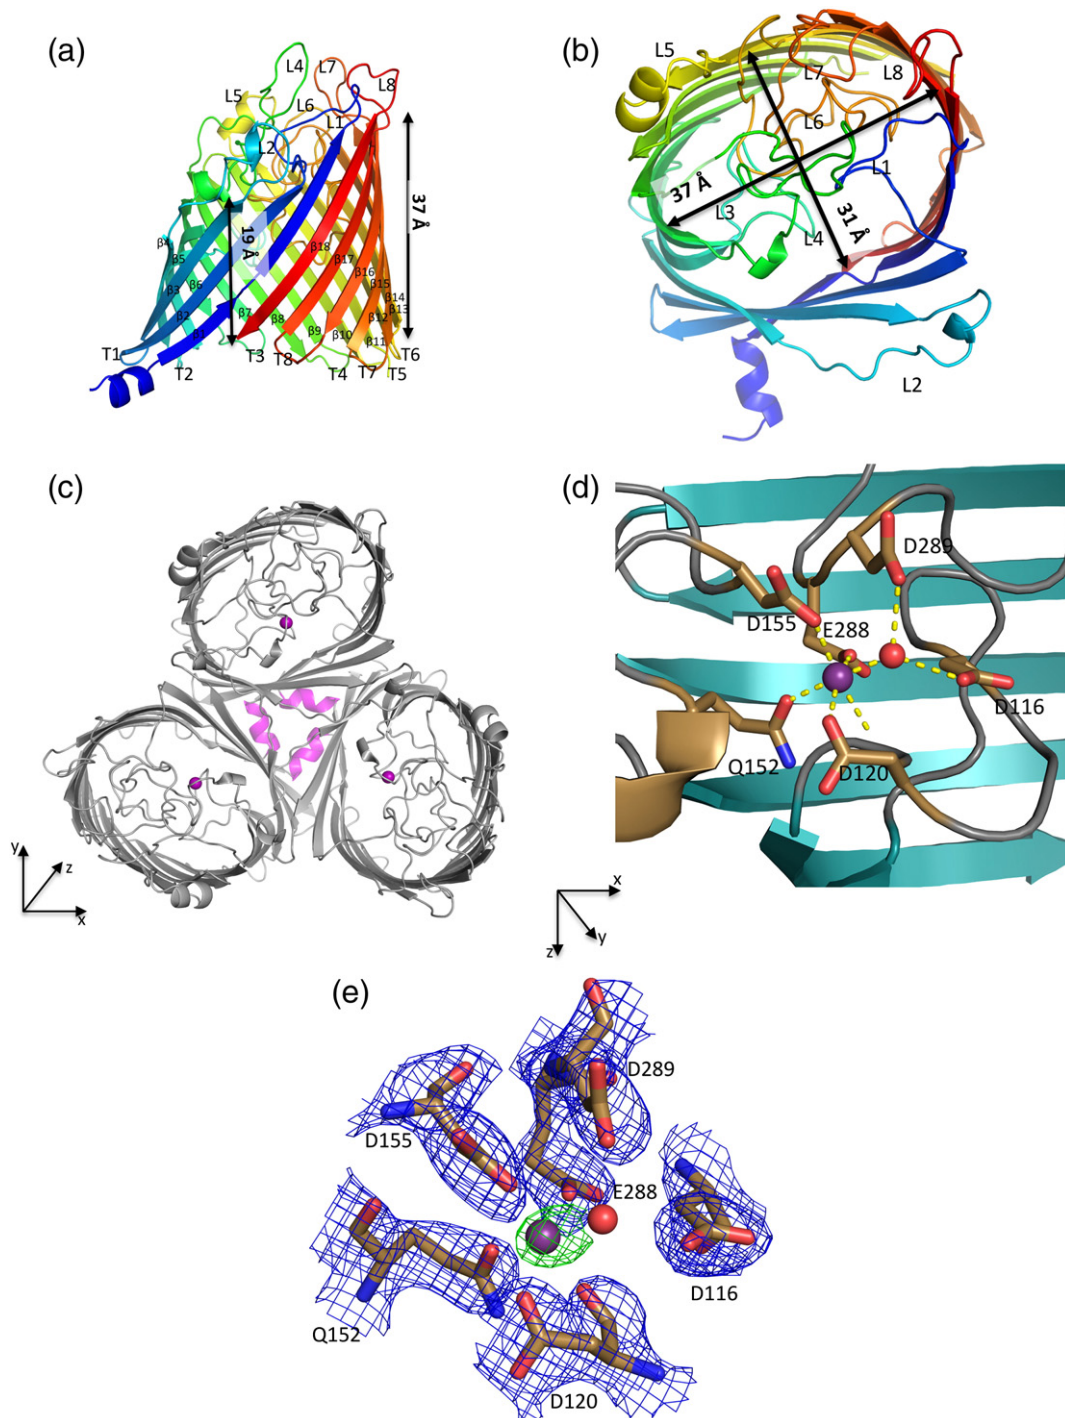 (a)
L4
L7
L8
L5
L6
L1
L2
37 Å
19 Å
β18
β17
β16
β15
β14
β13
β4
β5
β3
β6
β2
β1
β7
β8
β9
β10
β12
β11
T1
T2
T3
T8
T4
T7
T5
T6
(b)
L5
L7
L8
L6
L1
37 Å
L3
L4
31 Å
L2
(c)
y
z
x
(d)
D289
D155
E288
D116
Q152
D120
x
y
z
(e)
D289
D155
E288
D116
Q152
D120